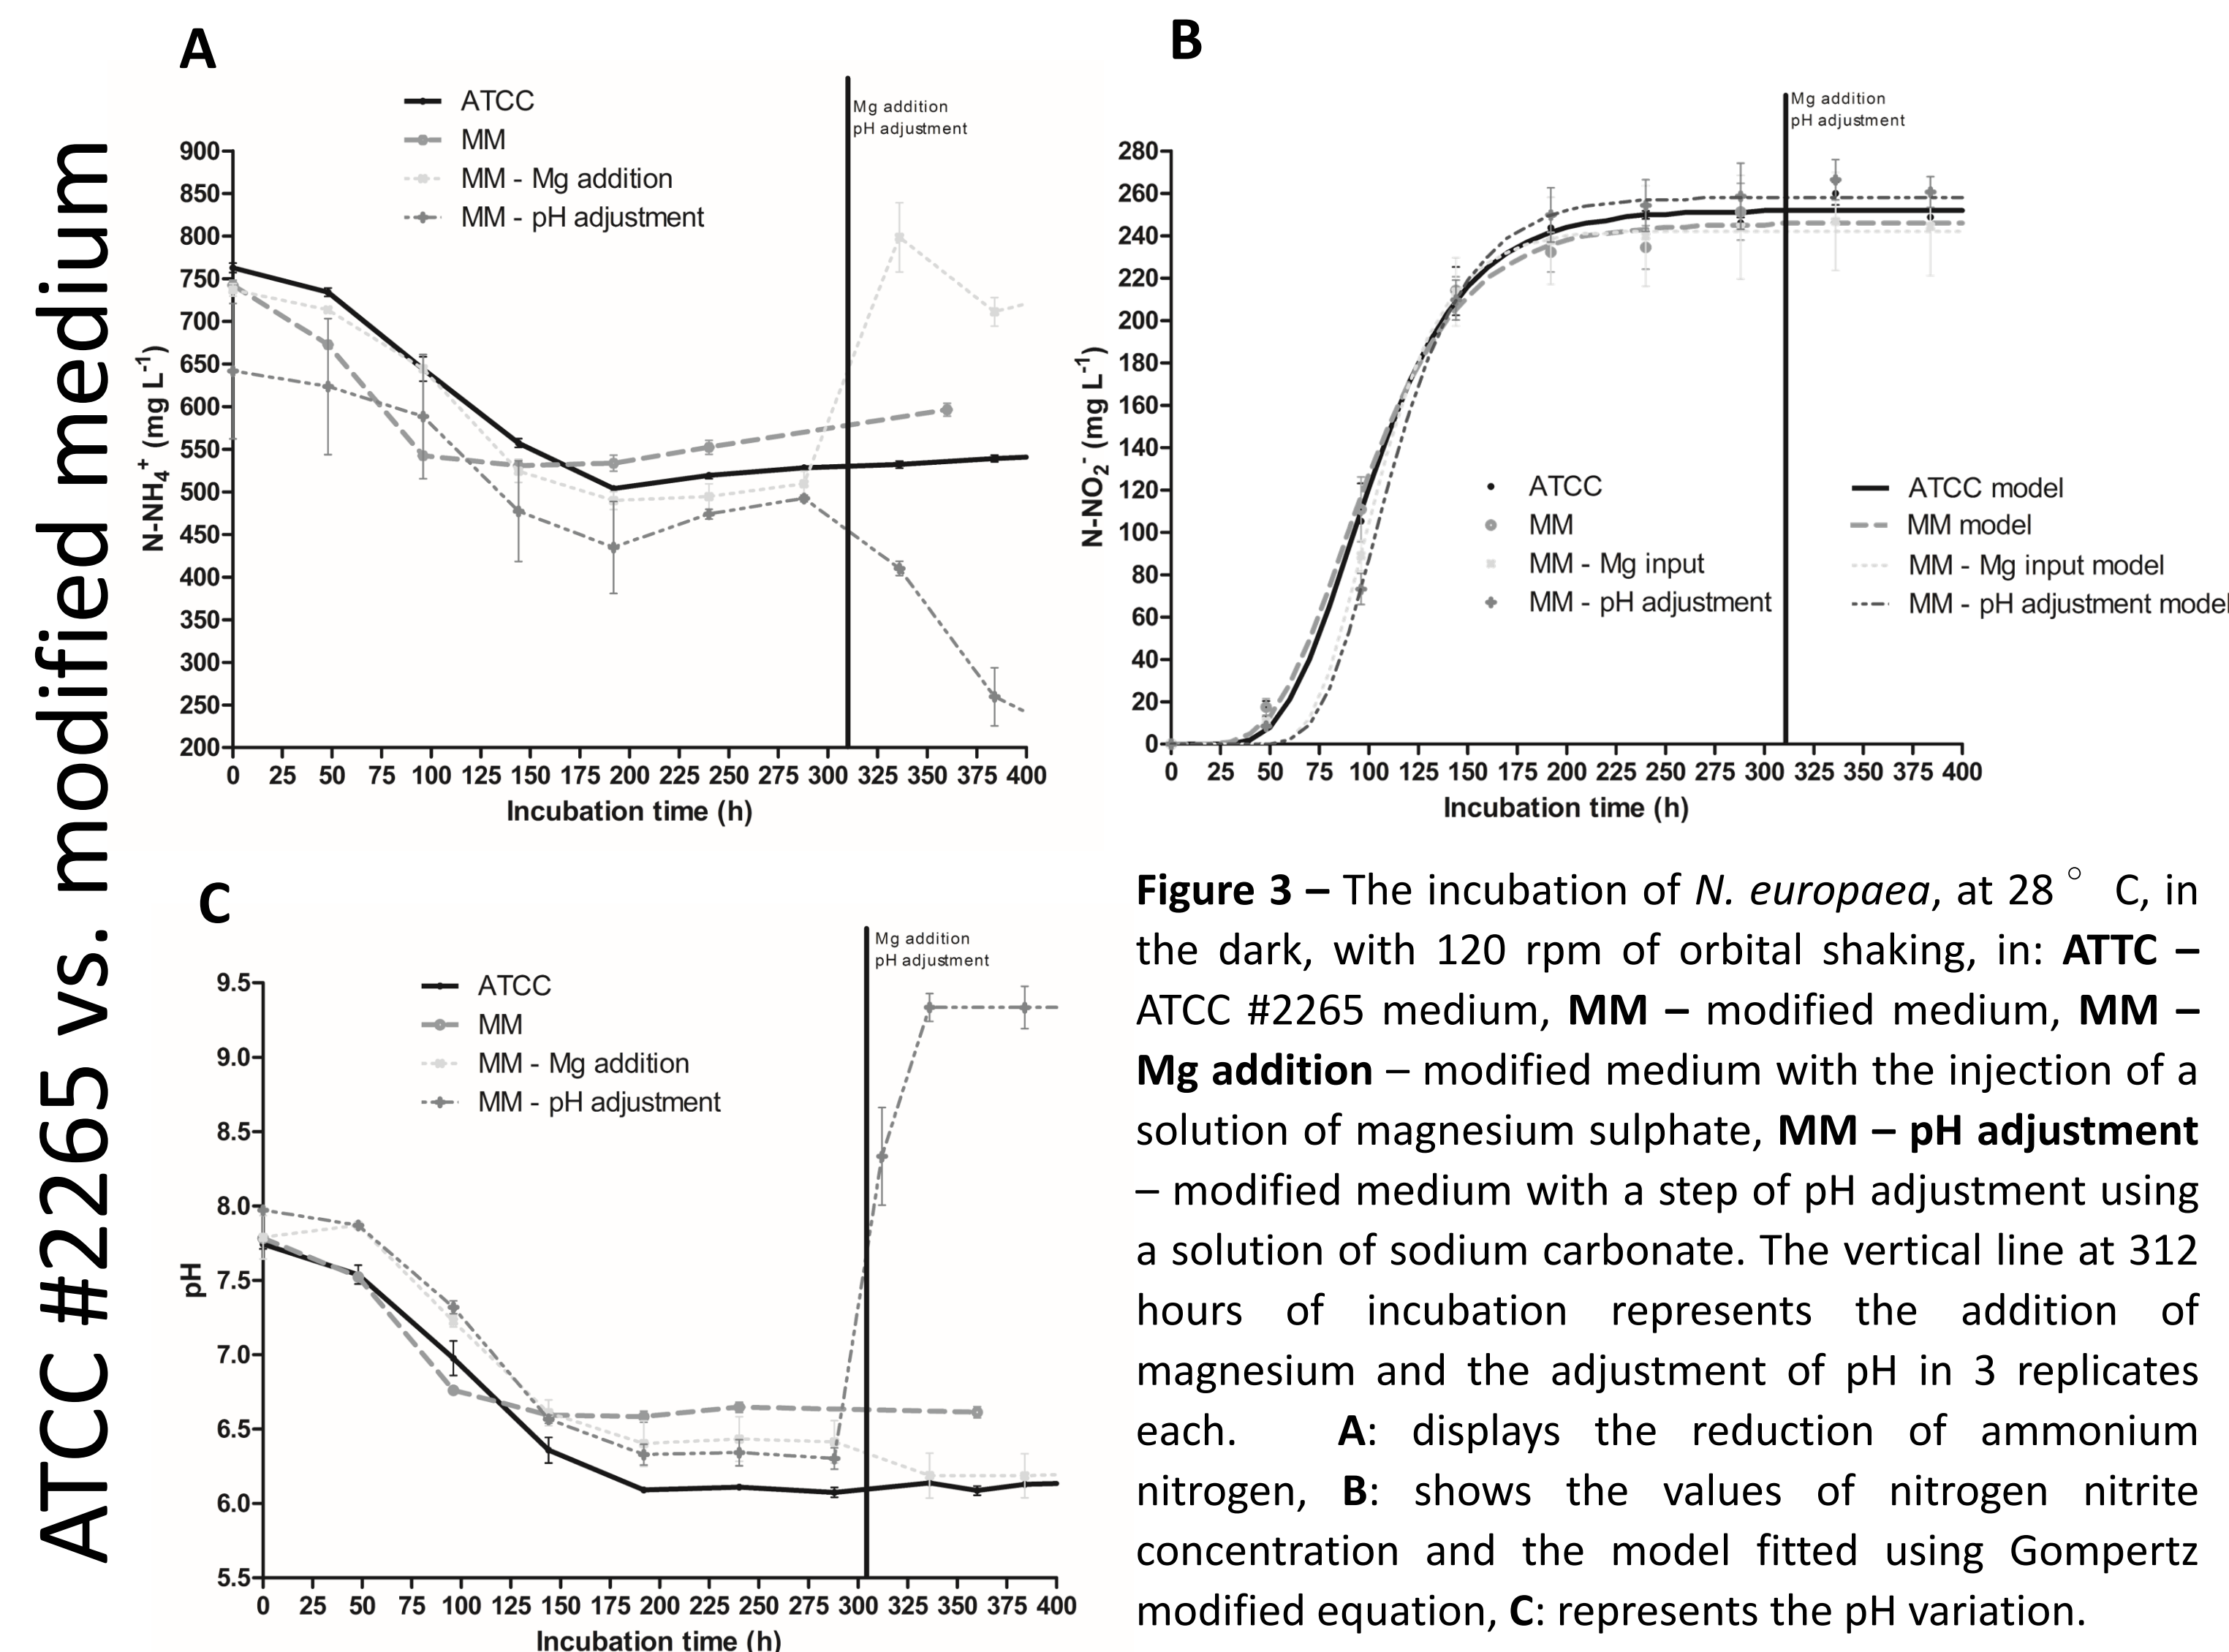 ATCC #2265 vs. modified medium
A
ATCC
MM
MM - Mg addition
MM - pH adjustment
Mg addition
pH adjustment
900
850
800
750
700
650
600
550
500
450
400
350
300
250
200
N-NH4+ (mg L-1)
0 25 50 75 100 125 150 175 200 225 250 275 300 325 350 375 400
Incubation time (h)
B
Mg addition
pH adjustment
280
260
240
220
200
180
160
140
120
100
80
60
40
20
0
N-NO2- (mg L-1)
ATCC
MM
MM - Mg input
MM - pH adjustment
ATCC model
MM model
MM - Mg input model
MM - pH adjustment model
0 25 50 75 100 125 150 175 200 225 250 275 300 325 350 375 400
Incubation time (h)
C
ATCC
MM
MM - Mg addition
MM - pH adjustment
Mg addition
pH adjustment
9.5
9.0
8.5
8.0
7.5
7.0
6.5
6.0
5.5
pH
0 25 50 75 100 125 150 175 200 225 250 275 300 325 350 375 400
Incubation time (h)
Figure 3 – The incubation of N. europaea, at 28° C, in
the dark, with 120 rpm of orbital shaking, in: ATTC –
ATCC #2265 medium, MM – modified medium, MM –
Mg addition – modified medium with the injection of a
solution of magnesium sulphate, MM – pH adjustment
– modified medium with a step of pH adjustment using
a solution of sodium carbonate. The vertical line at 312
hours of incubation represents the addition of
magnesium and the adjustment of pH in 3 replicates
each. A: displays the reduction of ammonium
nitrogen, B: shows the values of nitrogen nitrite
concentration and the model fitted using Gompertz
modified equation, C: represents the pH variation.